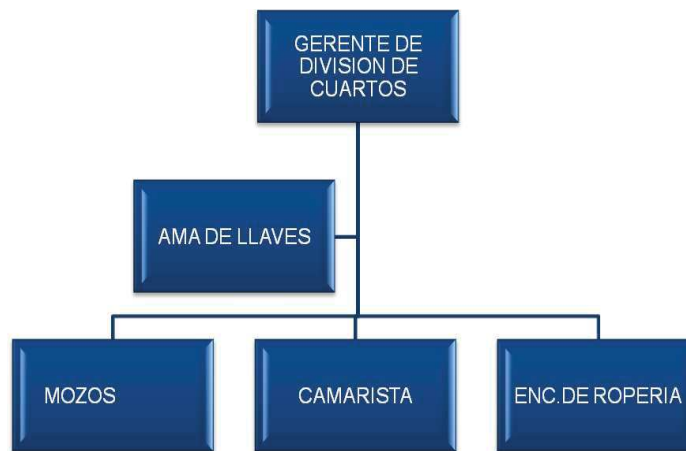 GERENTE DE
DIVISION DE
CUARTOS
AMA DE LLAVES
MOZOS
CAMARISTA
ENC.DE ROPERIA